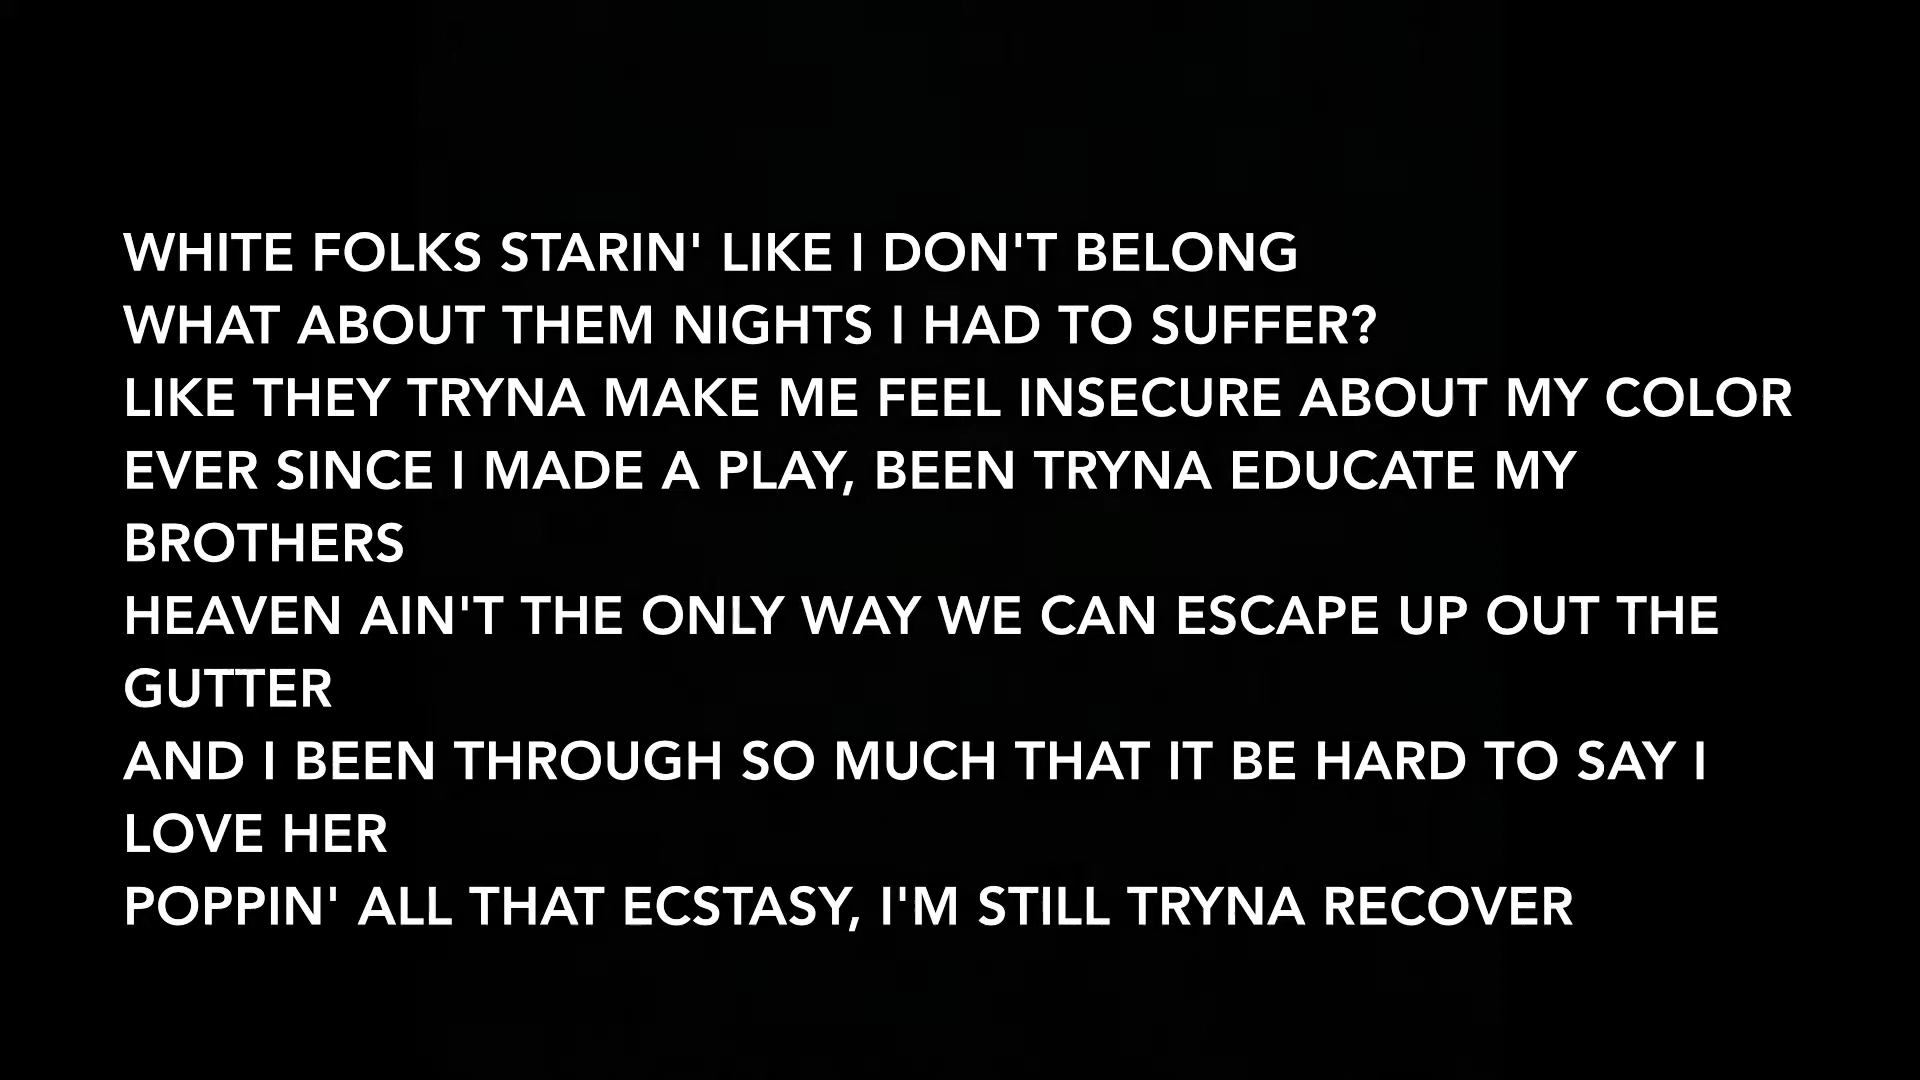 WHITE FOLKS STARIN' LIKE I DON'T BELONG
WHAT ABOUT THEM NIGHTS I HAD TO SUFFER?
LIKE THEY TRYNA MAKE ME FEEL INSECURE ABOUT MY COLOR
EVER SINCE I MADE A PLAY, BEEN TRYNA EDUCATE MY
BROTHERS
HEAVEN AIN'T THE ONLY WAY WE CAN ESCAPE UP OUT THE
GUTTER
AND I BEEN THROUGH SO MUCH THAT IT BE HARD TO SAY I
LOVE HER
POPPIN' ALL THAT ECSTASY, I'M STILL TRYNA RECOVER